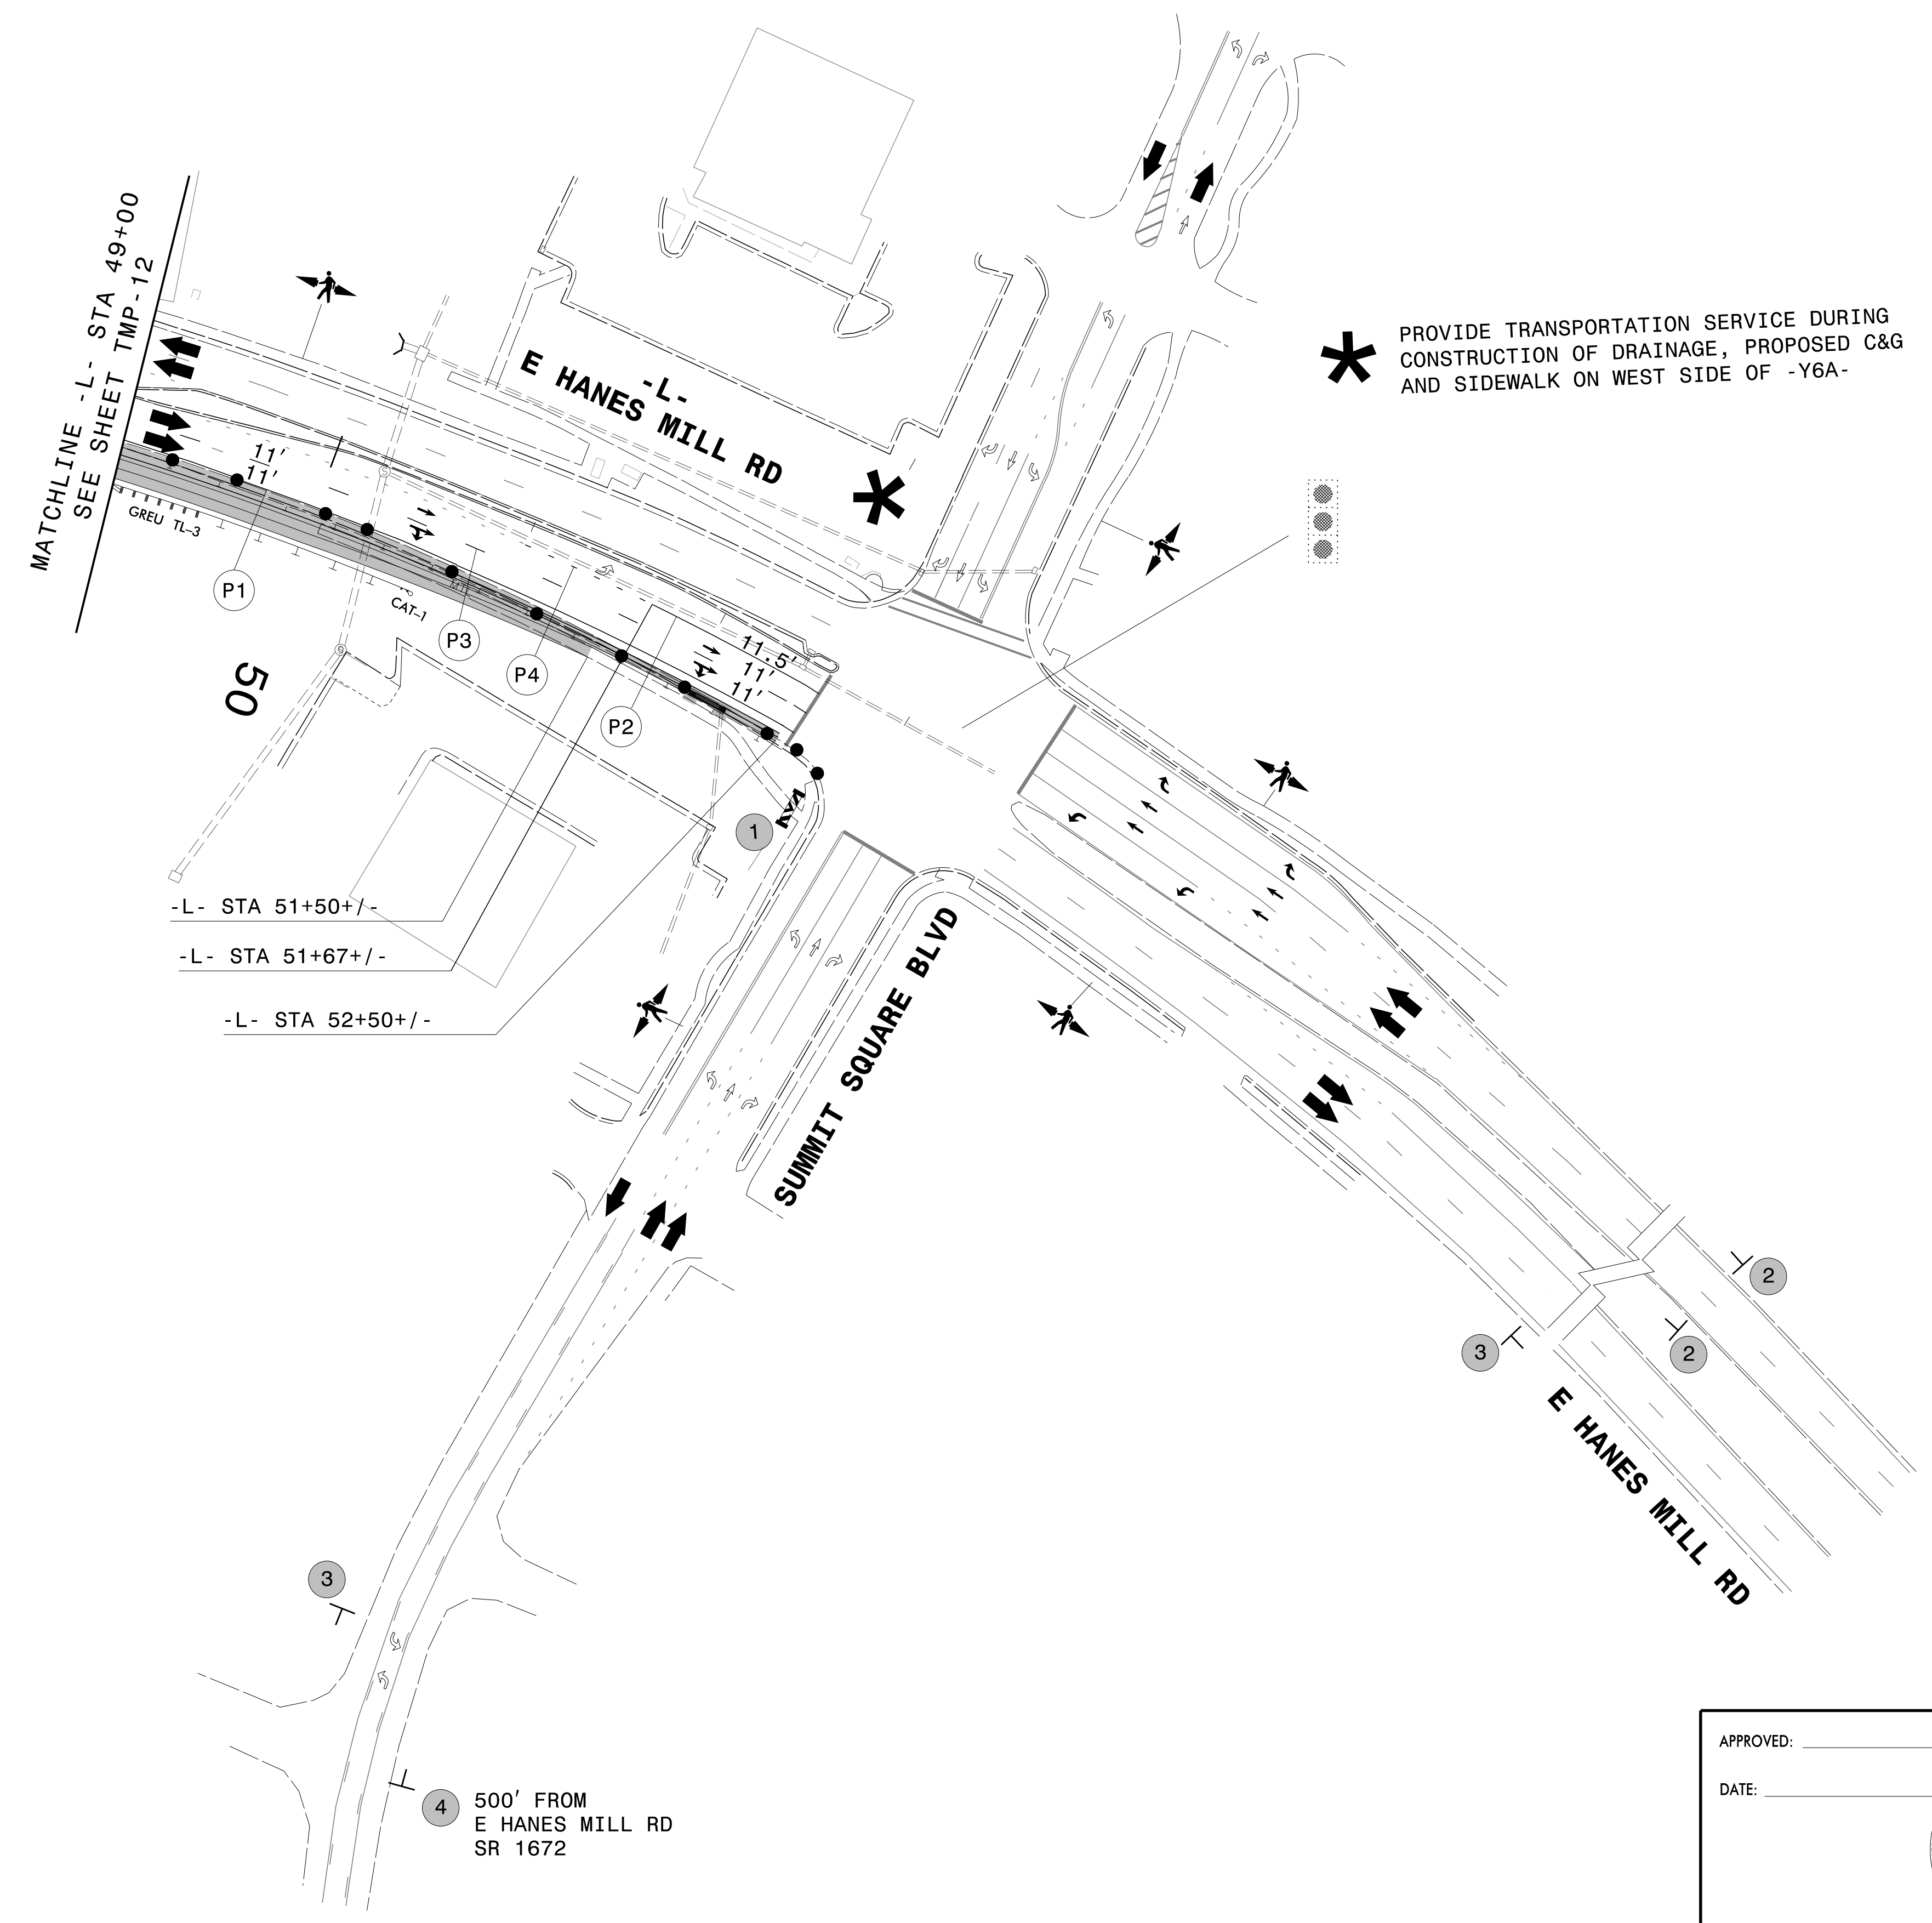 MATCHLINE -L- STA 49+00
SEE SHEET TMP-12
-L-
E HANES MILL RD
PROVIDE TRANSPORTATION SERVICE DURING
CONSTRUCTION OF DRAINAGE, PROPOSED C&G
AND SIDEWALK ON WEST SIDE OF -Y6A-
11'
11'
S
GREU TL-3
P1
CAT-1
P3
P4
P2
11.5'
11'
11'
50
S
1
-L- STA 51+50+/-
-L- STA 51+67+/-
-L- STA 52+50+/-
SUMMIT SQUARE BLVD
2
2
3
E HANES MILL RD
3
4
500' FROM
E HANES MILL RD
SR 1672
APPROVED:
DATE: